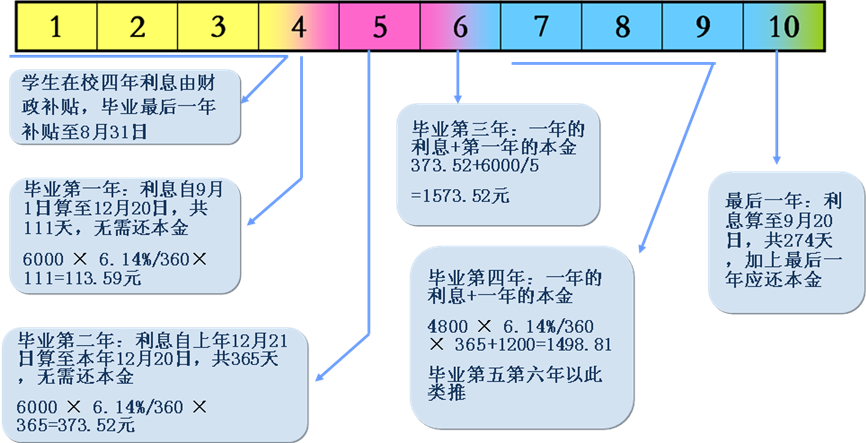 1 2 3 4 5 6 7 8 9 10
学生在校四年利息由财
政补贴，毕业最后一年
补贴至8月31日
毕业第一年：利息自9月
1日算至12月20日，共
111天，无需还本金
6000 × 6.14%/360×
111=113.59元
毕业第二年：利息自上年12月21
日算至本年12月20日，共365天
，无需还本金
6000 × 6.14%/360 ×
365=373.52元
毕业第三年：一年的
利息+第一年的本金
373.52+6000/5
=1573.52元
毕业第四年：一年的
利息+一年的本金
4800 × 6.14%/360
× 365+1200=1498.81
毕业第五第六年以此
类推
最后一年：利
息算至9月20
日，共274天
，加上最后一
年应还本金